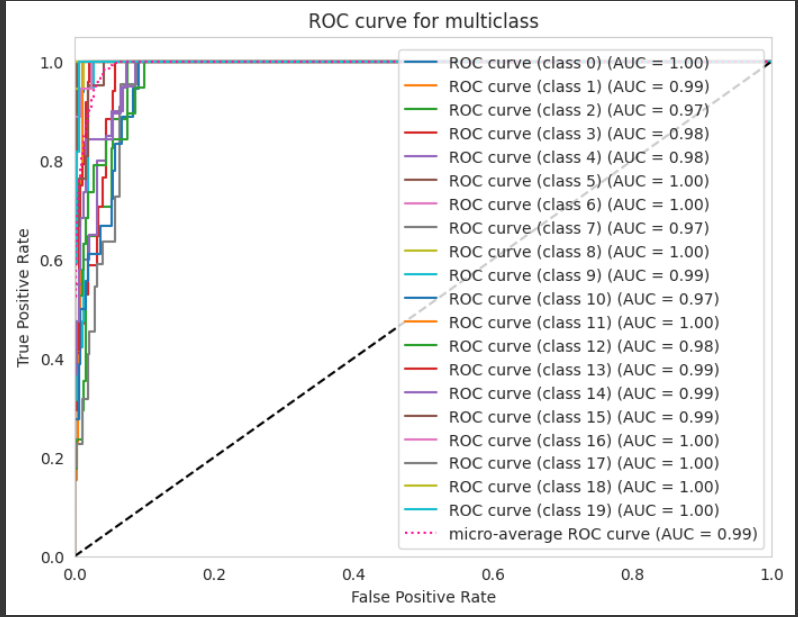 ROC curve for multiclass
True Positive Rate
1.0
0.8
0.6
0.4
0.2
0.0
ROC curve (class 0) (AUC = 1.00)
ROC curve (class 1) (AUC = 0.99)
ROC curve (class 2) (AUC = 0.97)
ROC curve (class 3) (AUC = 0.98)
ROC curve (class 4) (AUC = 0.98)
ROC curve (class 5) (AUC = 1.00)
ROC curve (class 6) (AUC = 1.00)
ROC curve (class 7) (AUC = 0.97)
ROC curve (class 8) (AUC = 1.00)
ROC curve (class 9) (AUC = 0.99)
ROC curve (class 10) (AUC = 0.97)
ROC curve (class 11) (AUC = 1.00)
ROC curve (class 12) (AUC = 0.98)
ROC curve (class 13) (AUC = 0.99)
ROC curve (class 14) (AUC = 0.99)
ROC curve (class 15) (AUC = 0.99)
ROC curve (class 16) (AUC = 1.00)
ROC curve (class 17) (AUC = 1.00)
ROC curve (class 18) (AUC = 1.00)
ROC curve (class 19) (AUC = 1.00)
micro-average ROC curve (AUC = 0.99)
0.0 0.2 0.4 0.6 0.8 1.0
False Positive Rate